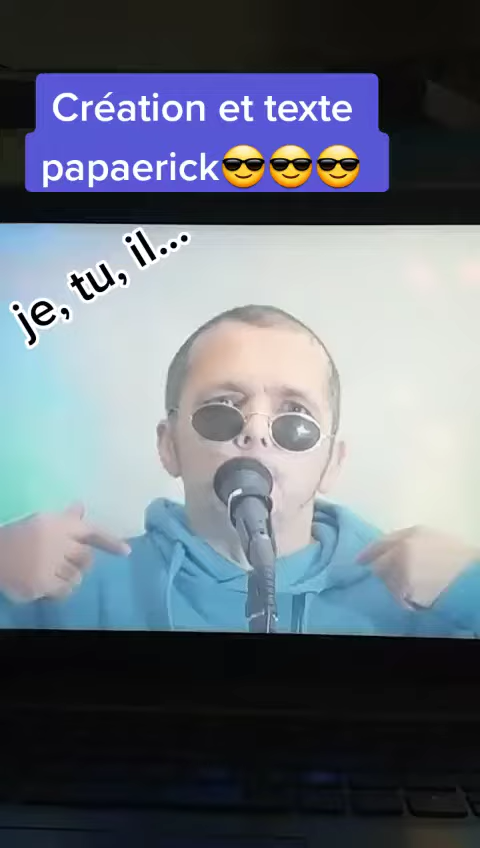 Création et texte
papaerick😎😎😎
je, tu, il...